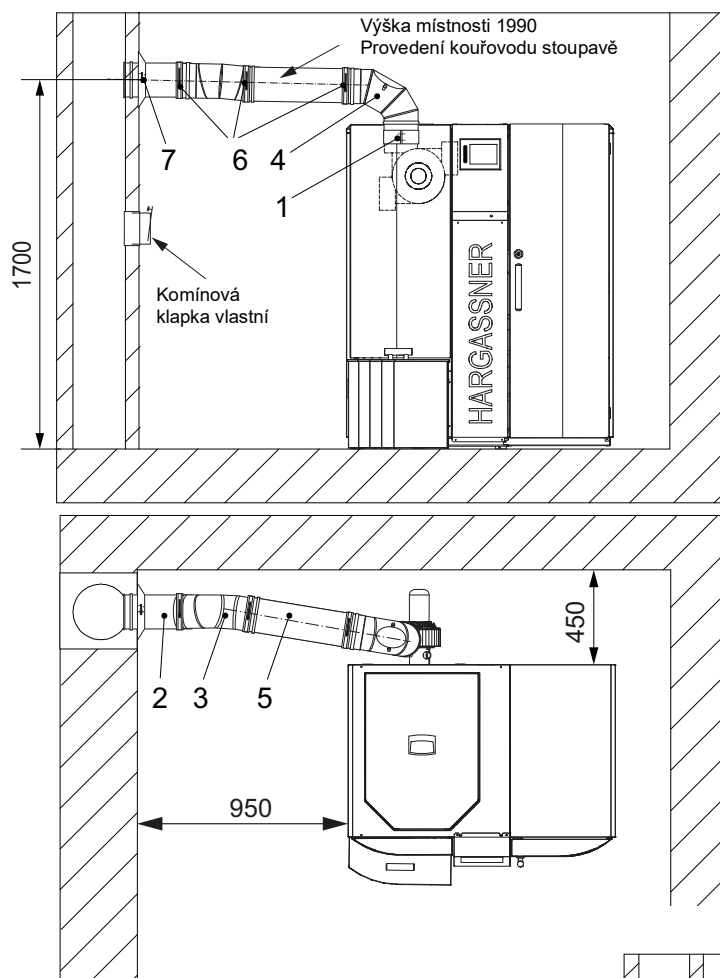 Výška místnosti 1990
Provedení kouřovodu stoupavě
7
6
4
1
1700
Komínová
klapka vlastní
HARGASSNER
450
2
3
5
950